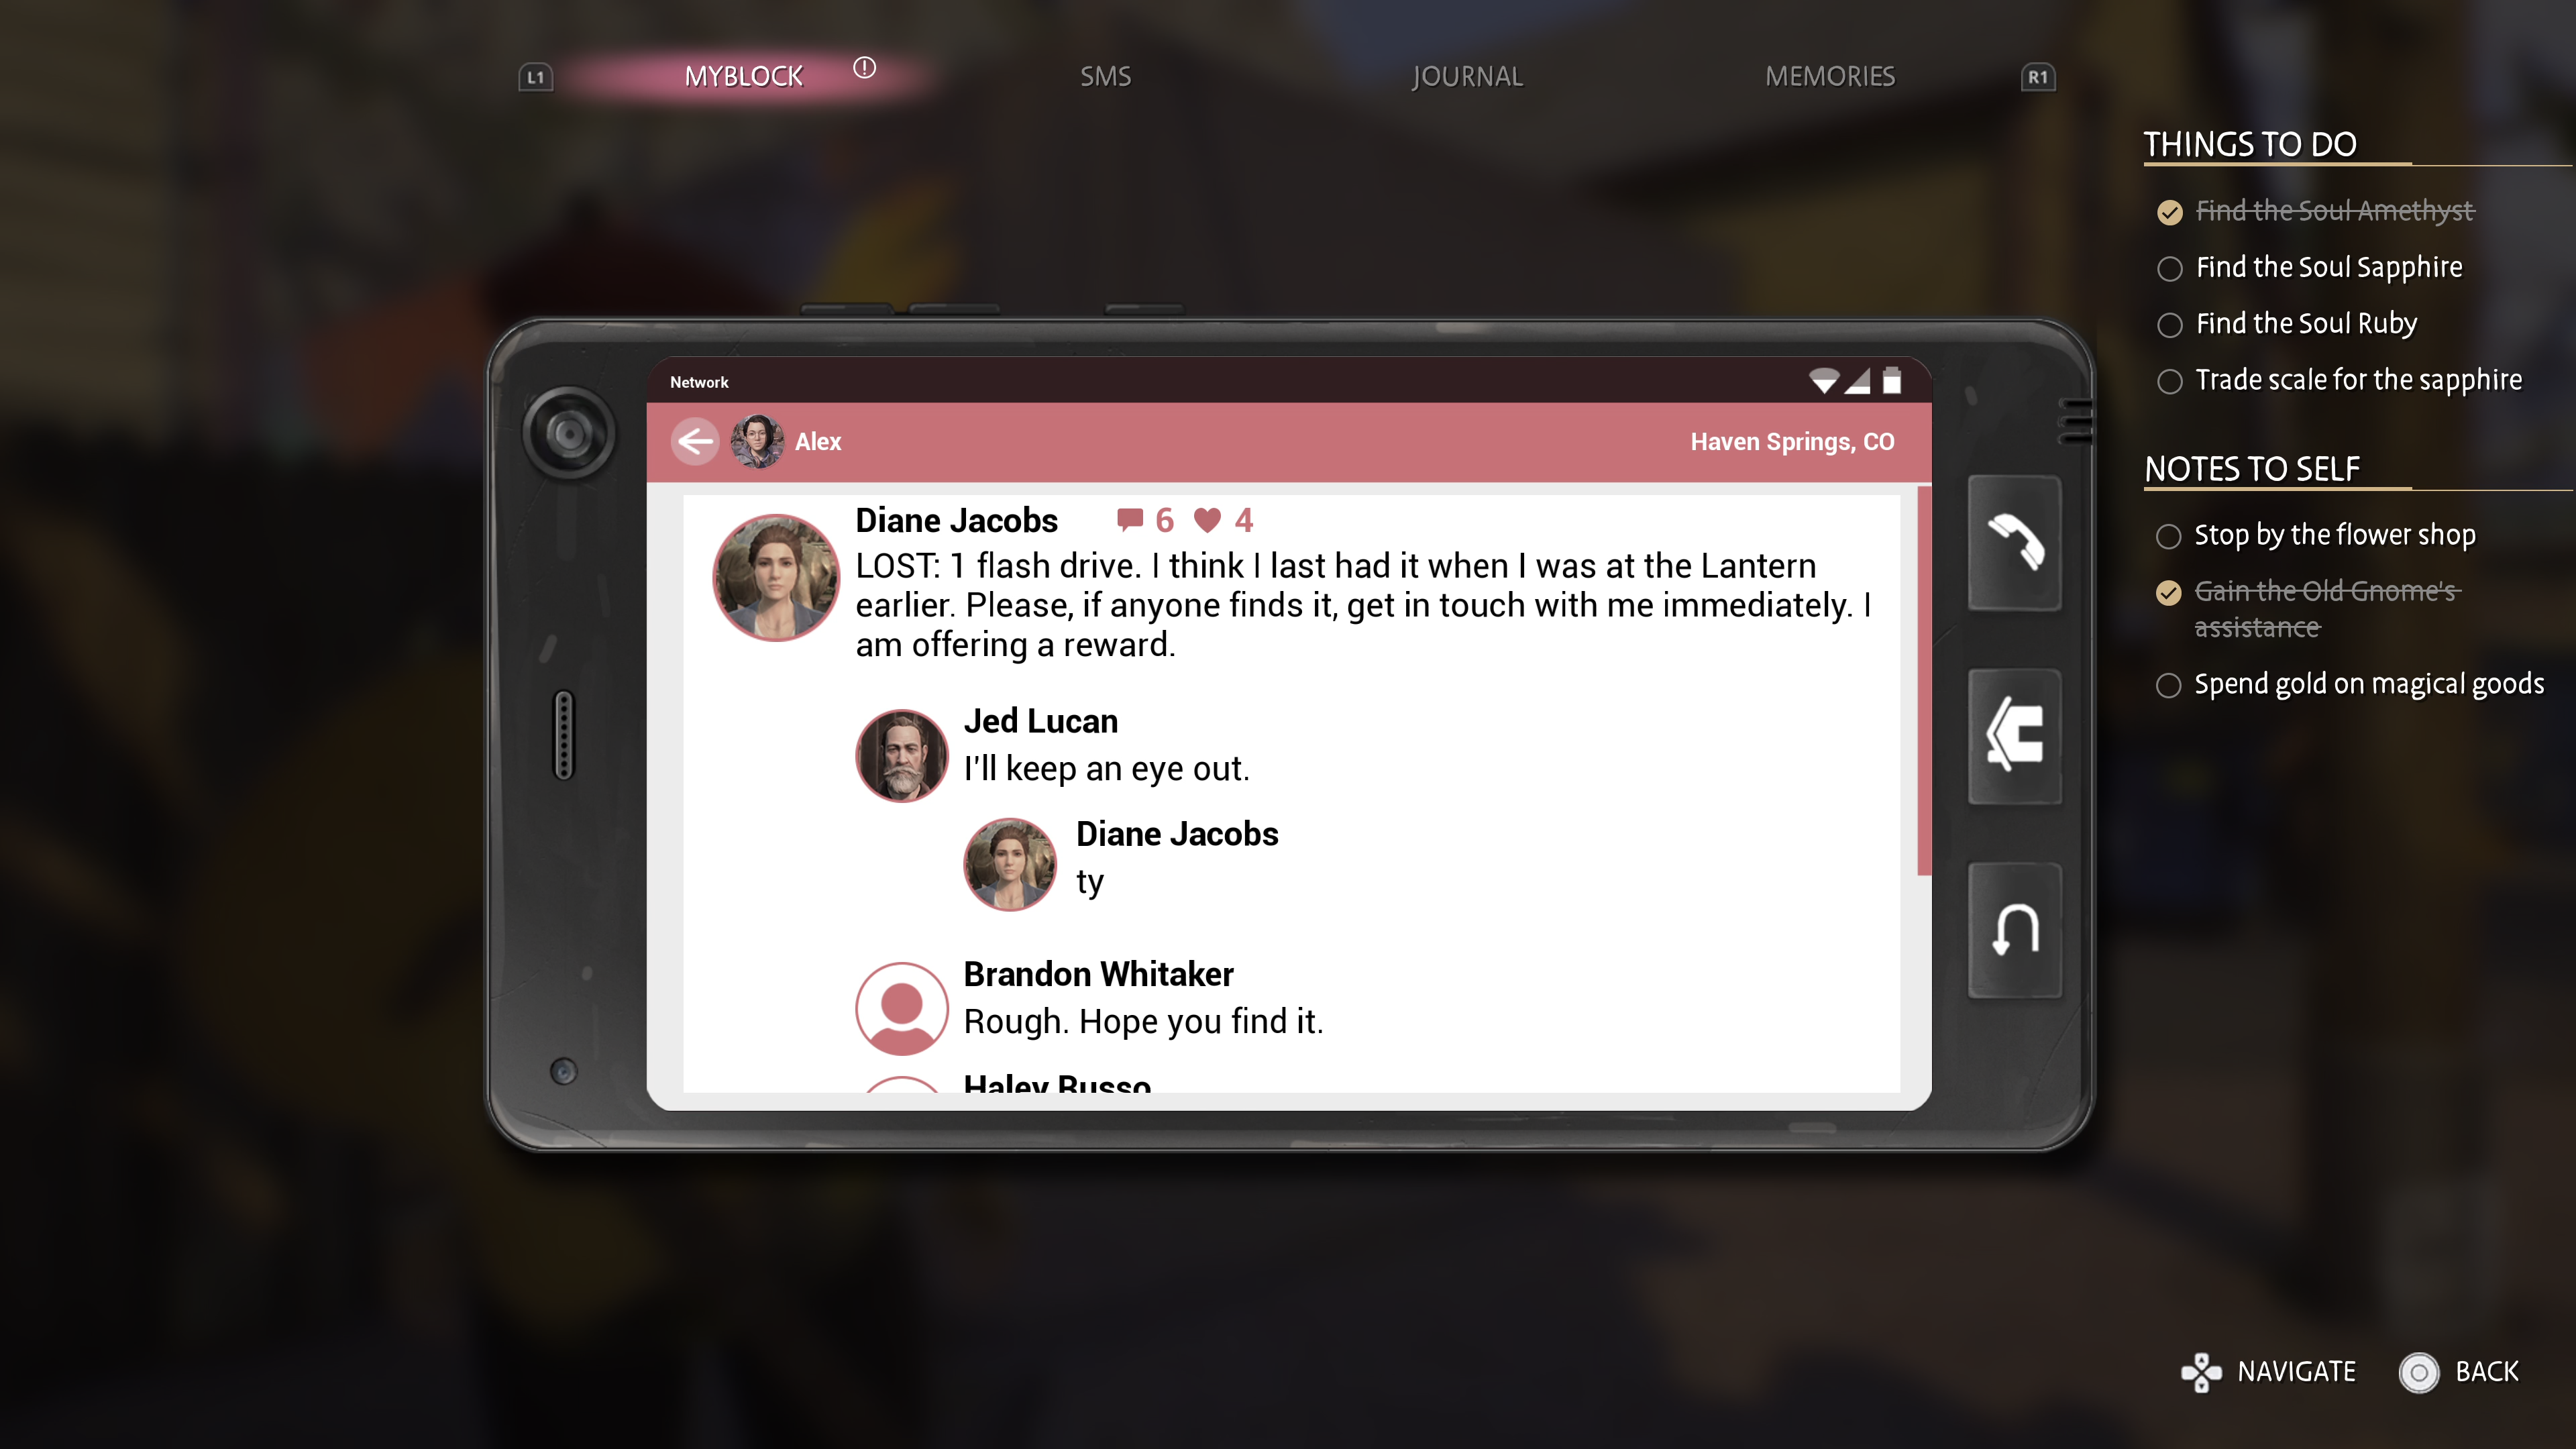 L1
MYBLOCK
SMS
JOURNAL
MEMORIES
R1
THINGS TO DO
Find the Soul Amethyst
Find the Soul Sapphire
Find the Soul Ruby
Trade scale for the sapphire
NOTES TO SELF
Stop by the flower shop
Gain the Old Gnome's
assistance
Spend gold on magical goods
Network
Alex
Haven Springs, CO
Diane Jacobs 6 4
LOST: 1 flash drive. I think I last had it when I was at the Lantern
earlier. Please, if anyone finds it, get in touch with me immediately. I
am offering a reward.
Jed Lucan
I'll keep an eye out.
Diane Jacobs
ty
Brandon Whitaker
Rough. Hope you find it.
Haley Russo
NAVIGATE
BACK